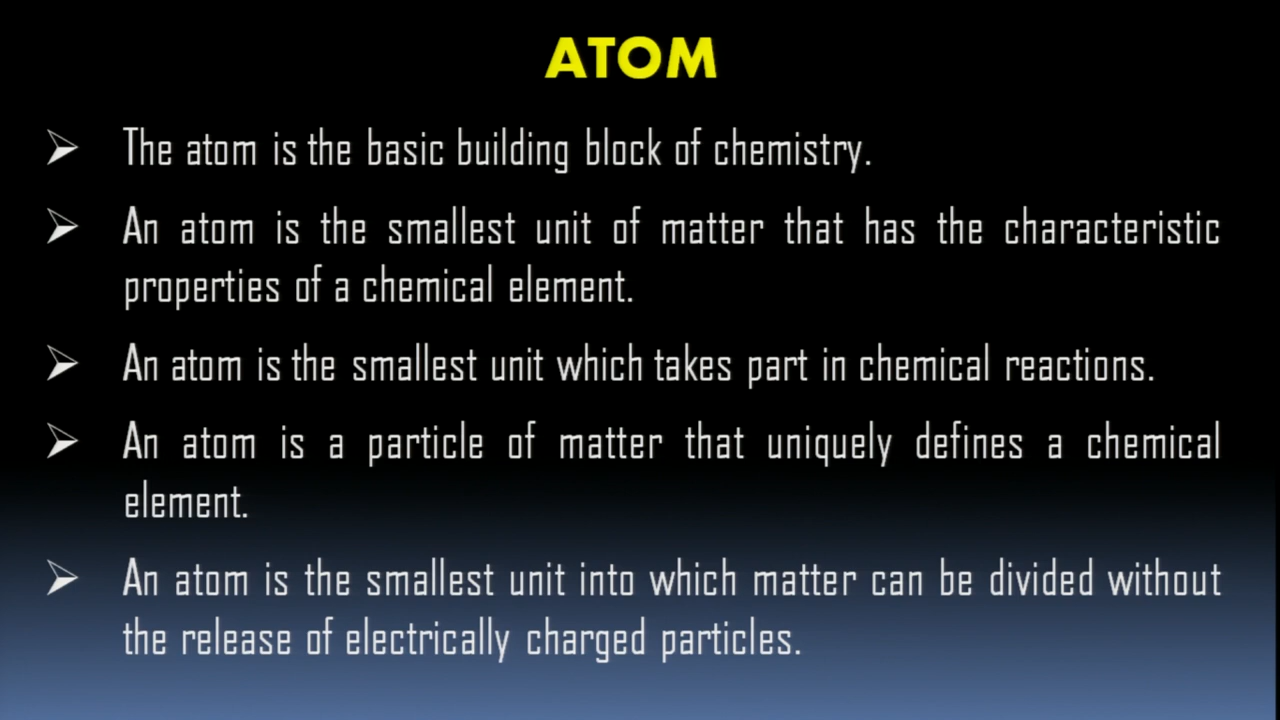 ATOM
The atom is the basic building block of chemistry.
An atom is the smallest unit of matter that has the characteristic
properties of a chemical element.
An atom is the smallest unit which takes part in chemical reactions.
An atom is a particle of matter that uniquely defines a chemical
element.
An atom is the smallest unit into which matter can be divided without
the release of electrically charged particles.